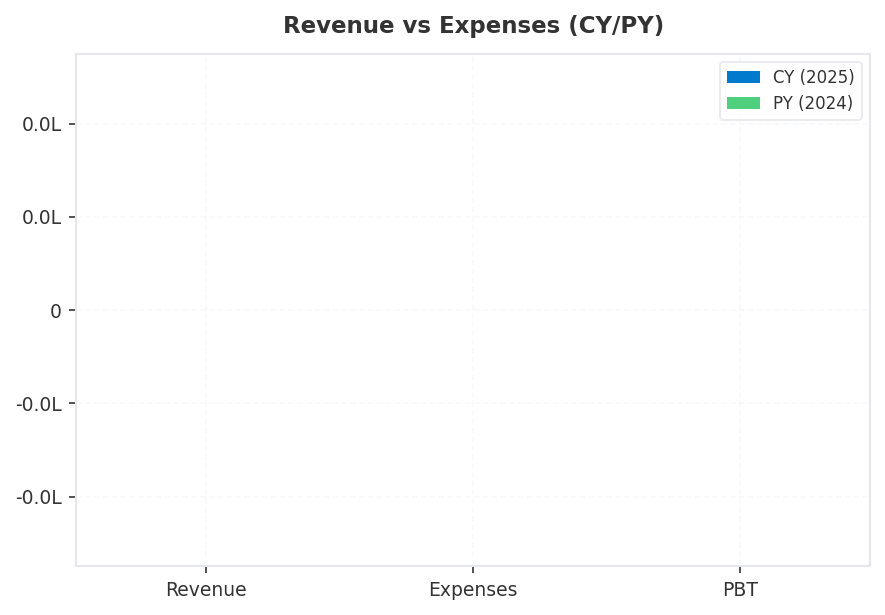 Revenue vs Expenses (CY/PY)
CY (2025)
PY (2024)
0.0L
0.0L
0
-0.0L
-0.0L
Revenue
Expenses
PBT